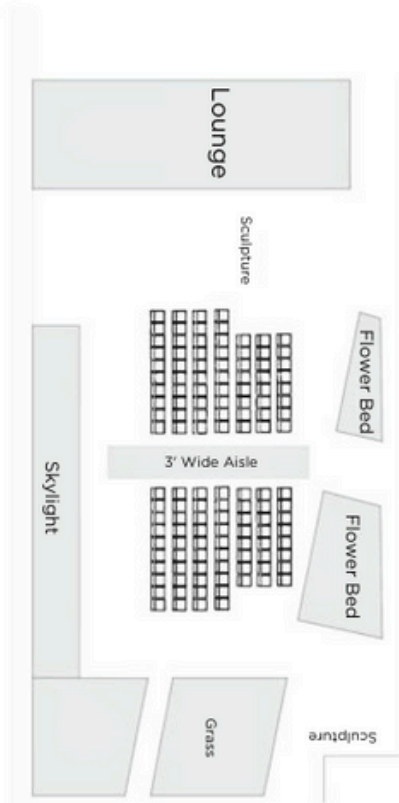 Lounge
Sculpture
Flower Bed
3' Wide Aisle
Skylight
Flower Bed
Grass
Sculpture